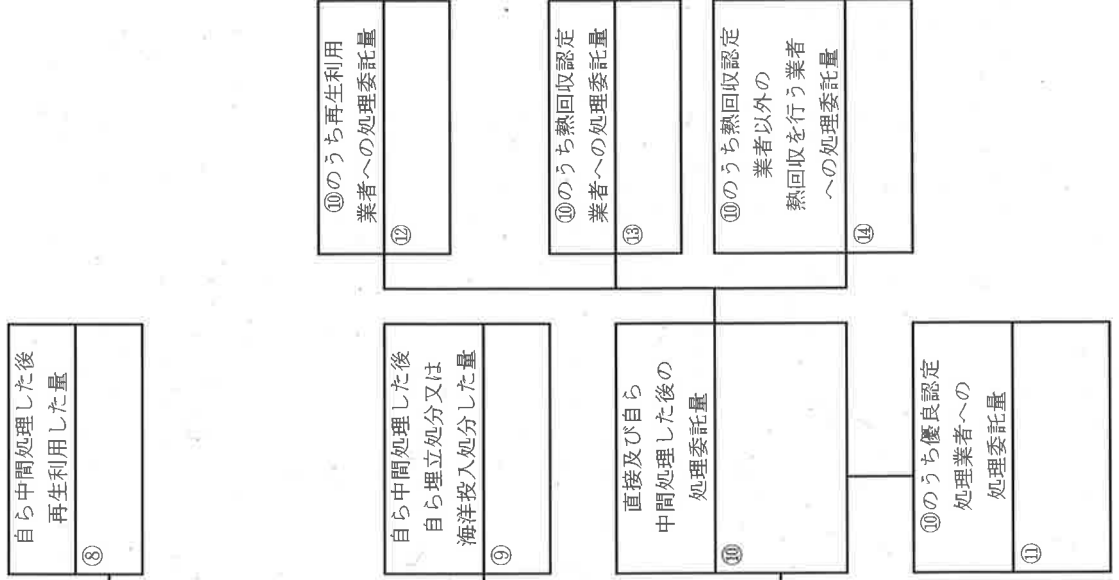 自ら中間処理した後
再生利用した量
⑧
自ら中間処理した後
自ら埋立処分又は
海洋投入処分した量
⑨
直接及び自ら
中間処理した後の
処理委託量
⑩
⑩のうち優良認定
処理業者への
処理委託量
⑪
⑩のうち再生利用
業者への処理委託量
⑫
⑩のうち熱回収認定
業者への処理委託量
⑬
⑩のうち熱回収認定
業者以外の
熱回収を行う業者
への処理委託量
⑭